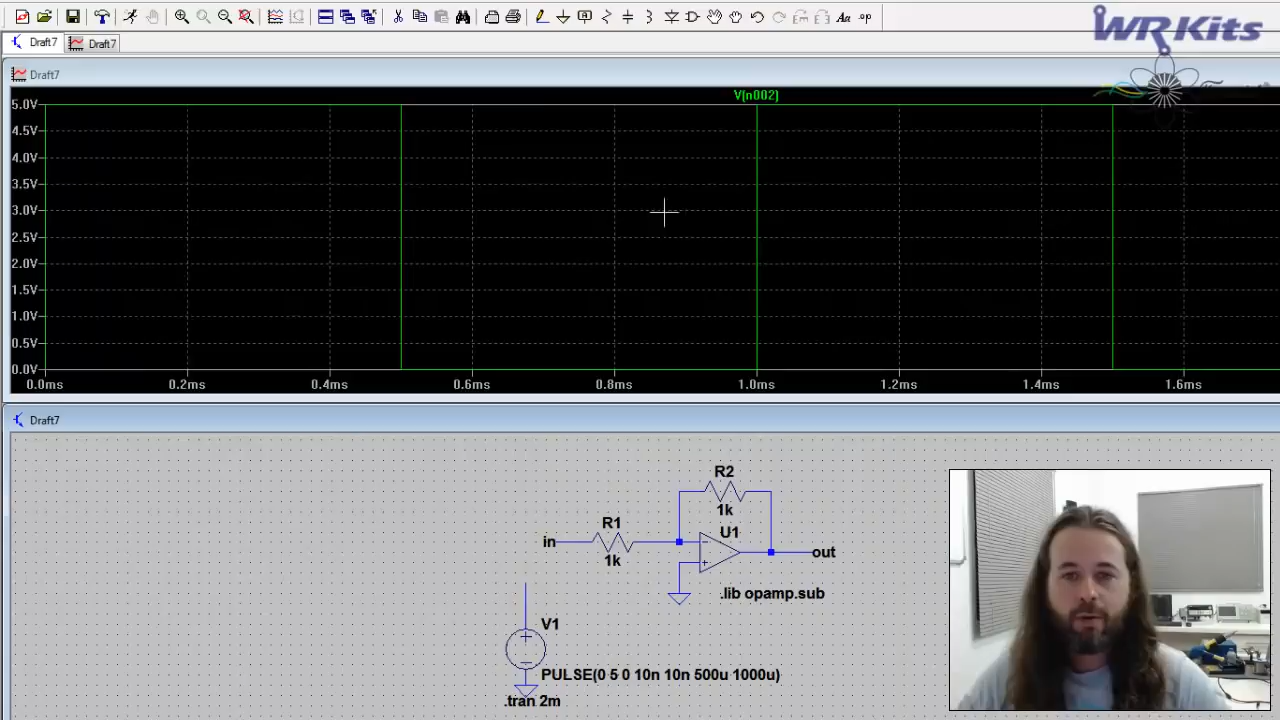 WR Kits
Draft7
Draft7
Draft7
V(n002)
5.0V
4.5V
4.0V
3.5V
3.0V
2.5V
2.0V
1.5V
1.0V
0.5V
0.0V
0.0ms 0.2ms 0.4ms 0.6ms 0.8ms 1.0ms 1.2ms 1.4ms 1.6ms
Draft7
R2
1k
R1
U1
in
1k
out
.lib opamp.sub
V1
PULSE(0 5 0 10n 10n 500u 1000u)
.tran 2m